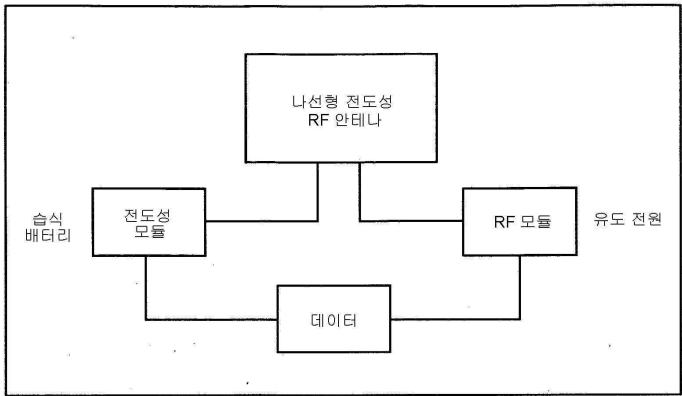 나선형 전도성
RF 안테나
습식
배터리
전도성
모듈
RF 모듈
유도 전원
데이터